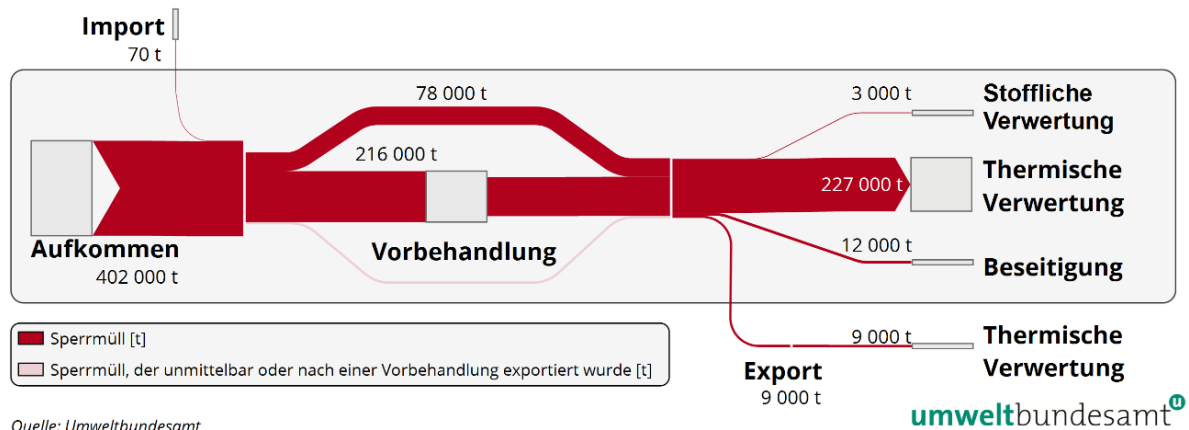 Import
70 t
78 000 t
3 000 t
Stoffliche
Verwertung
216 000 t
227 000 t
Thermische
Verwertung
Aufkommen
402 000 t
Vorbehandlung
12 000 t
Beseitigung
Sperrmüll [t]
Sperrmüll, der unmittelbar oder nach einer Vorbehandlung exportiert wurde [t]
9 000 t
Thermische
Verwertung
Export
9 000 t
Quelle: Umweltbundesamt
umweltbundesamt u